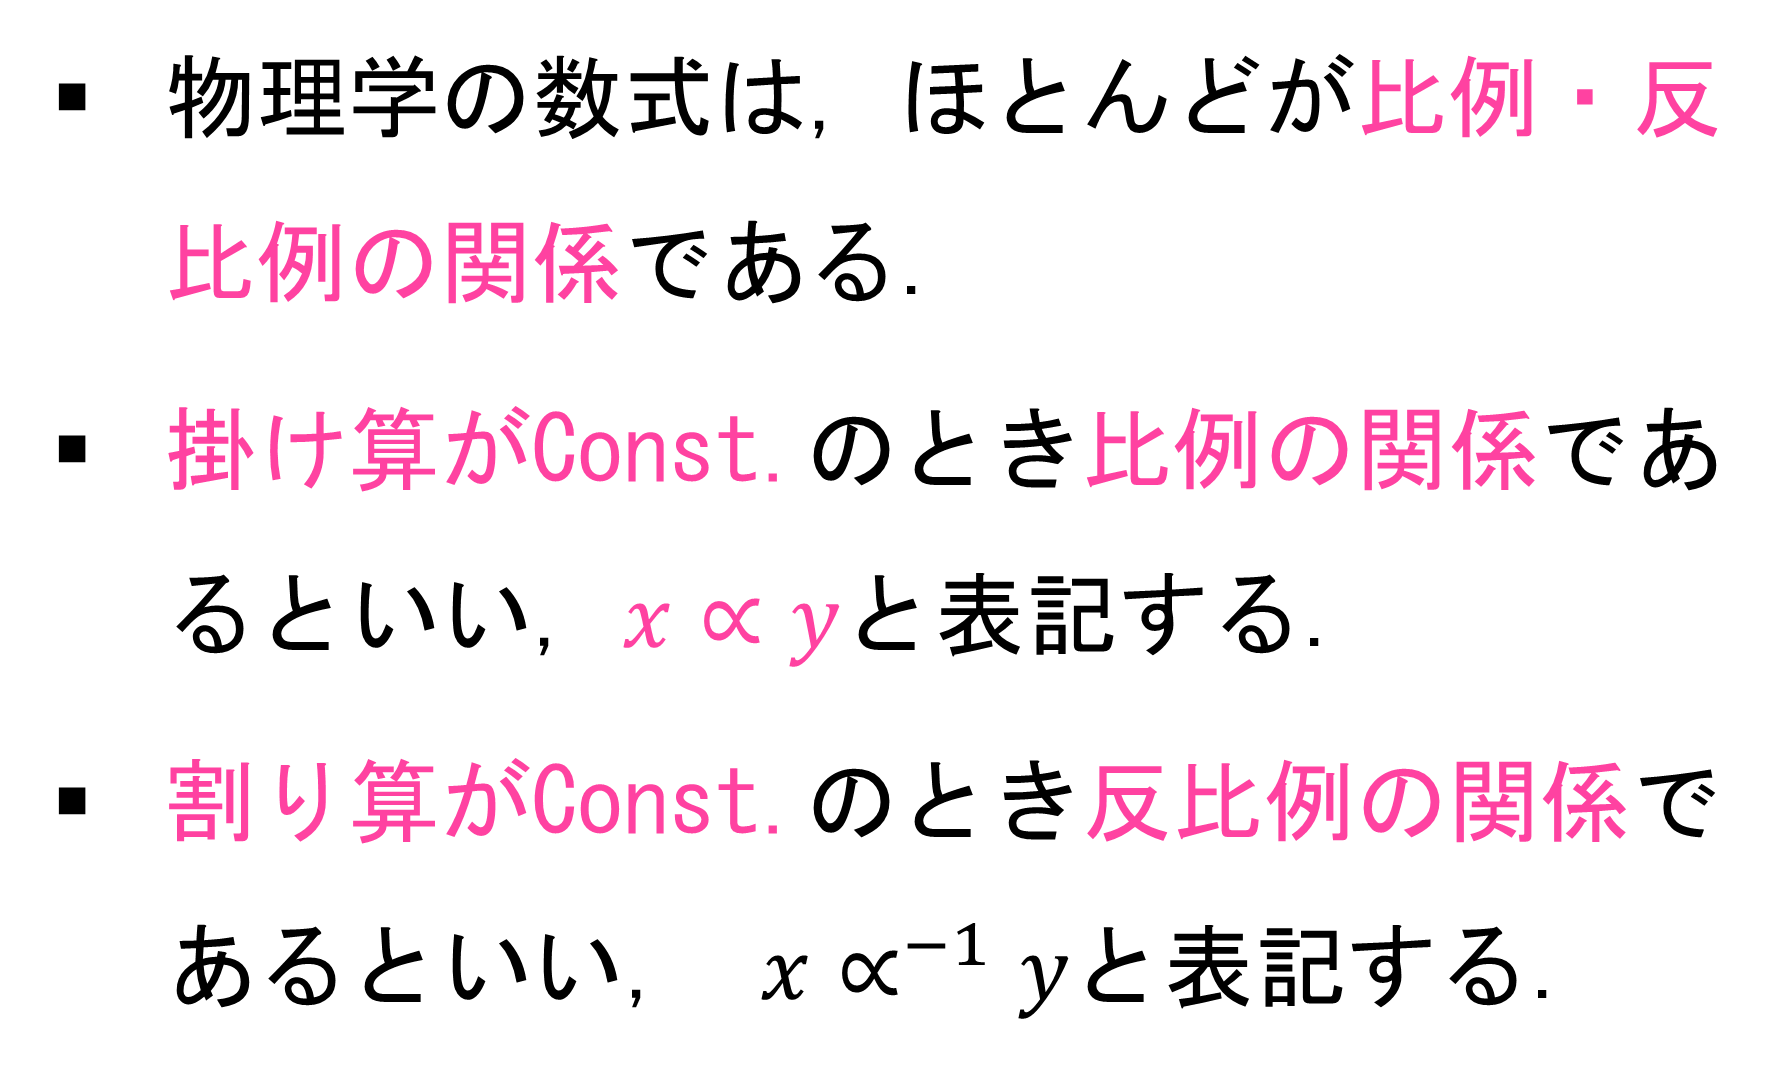 ▪ 物理学の数式は，ほとんどが比例・反
比例の関係である．
▪ 掛け算がConst.のとき比例の関係であ
るといい，x ∝ yと表記する．
▪ 割り算がConst.のとき反比例の関係で
あるといい， x ∝⁻¹ yと表記する．